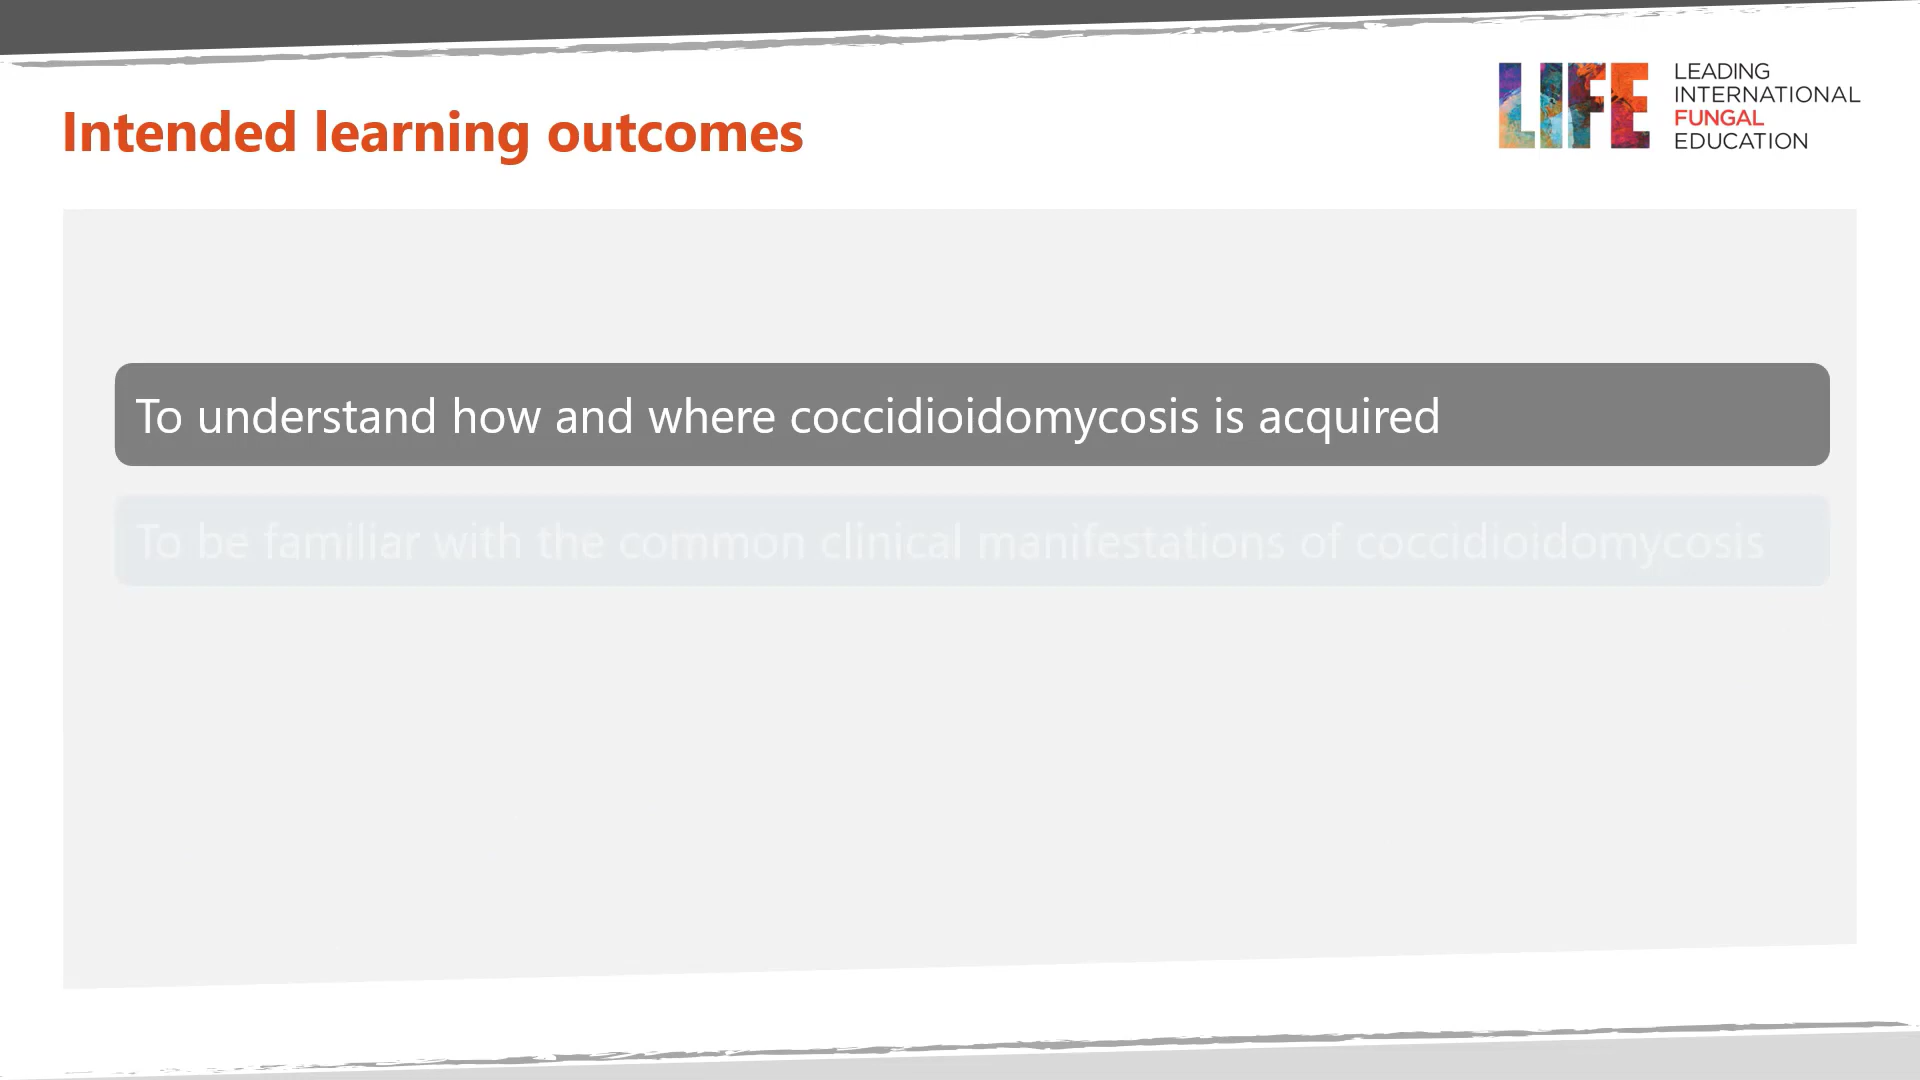 Intended learning outcomes
LIFE
LEADING
INTERNATIONAL
FUNGAL
EDUCATION
To understand how and where coccidioidomycosis is acquired
To be familiar with the common clinical manifestations of coccidioidomycosis